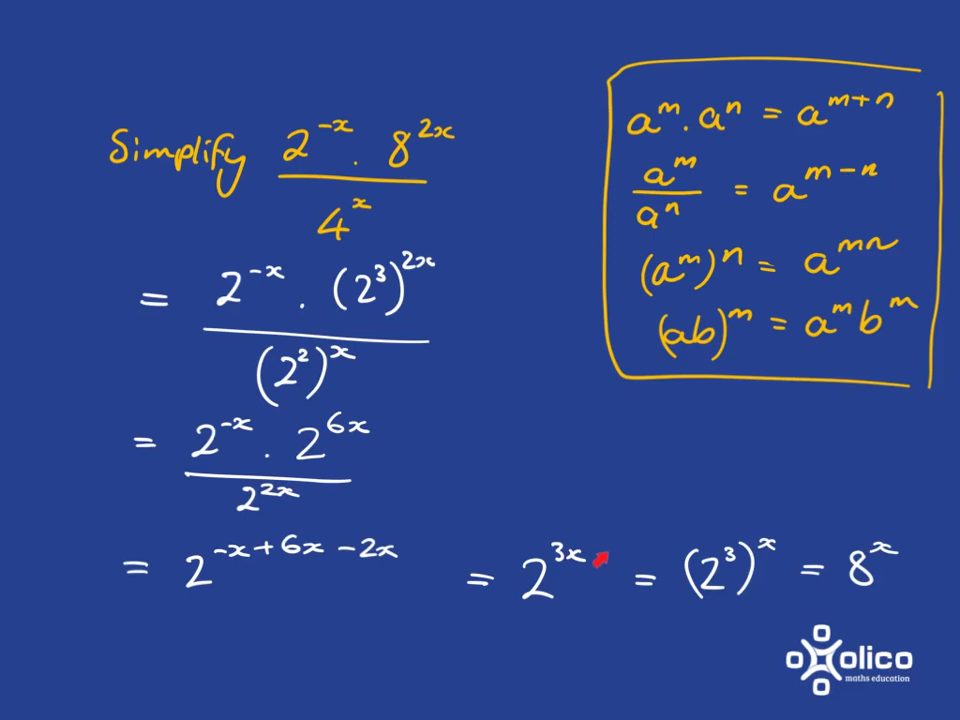 Simplify 2^{-x} . 8^{2x} / 4^{x}
= 2^{-x} . (2^{3})^{2x} / (2^{2})^{x}
= 2^{-x} . 2^{6x} / 2^{2x}
= 2^{-x+6x-2x} = 2^{3x} = (2^{3})^{x} = 8^{x}
a^{m}.a^{n} = a^{m+n}
a^{m} / a^{n} = a^{m-n}
(a^{m})^{n} = a^{mn}
(ab)^{m} = a^{m}b^{m}
olico
maths education